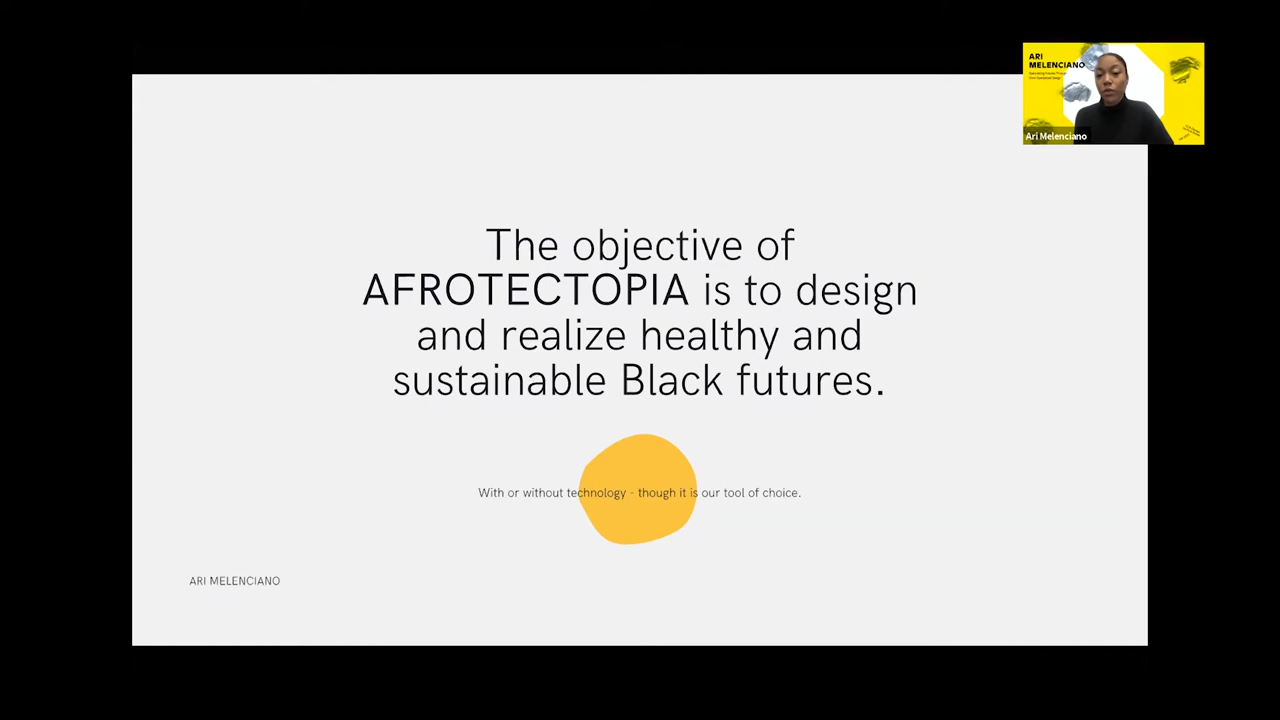 The objective of
AFROTECTOPIA is to design
and realize healthy and
sustainable Black futures.
With or without technology - though it is our tool of choice.
ARI MELENCIANO
ARI
MELENCIANO
Ari Melenciano